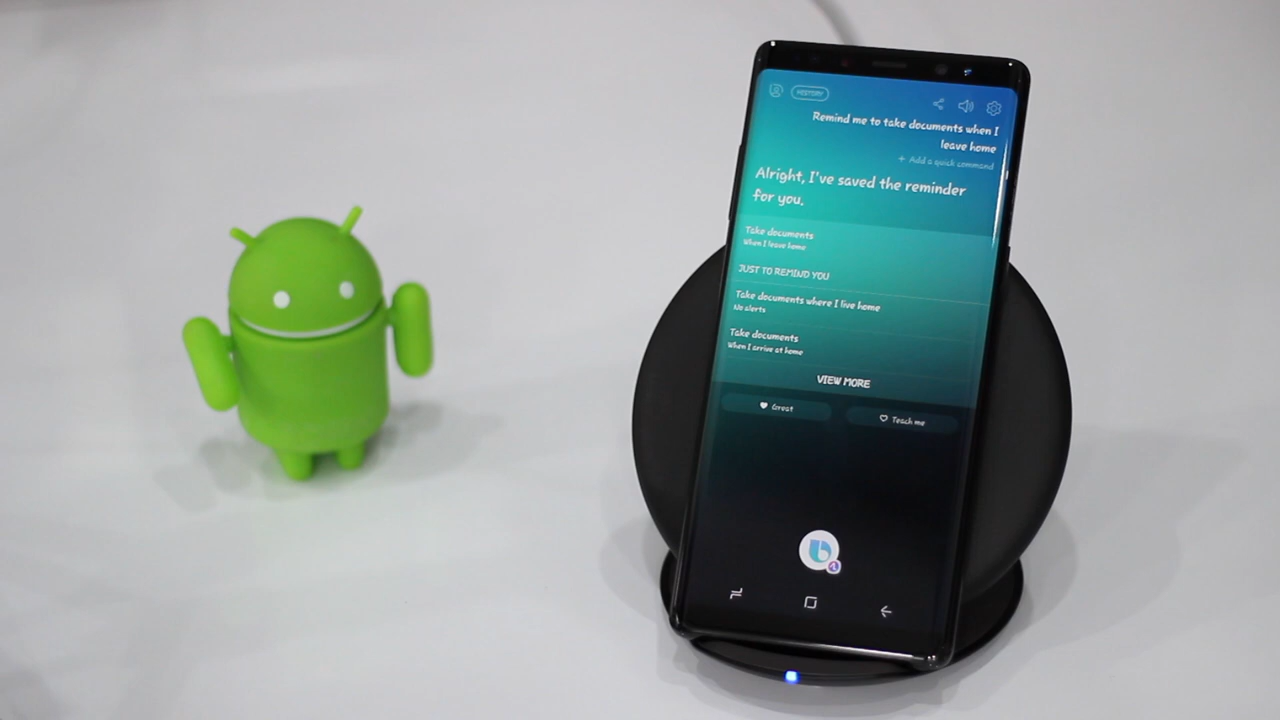 HISTORY
Remind me to take documents when I
leave home
+ Add a quick command
Alright, I've saved the reminder
for you.
Take documents
When I leave home
JUST TO REMIND YOU
Take documents where I live home
No alerts
Take documents
When I arrive at home
VIEW MORE
Great
Teach me